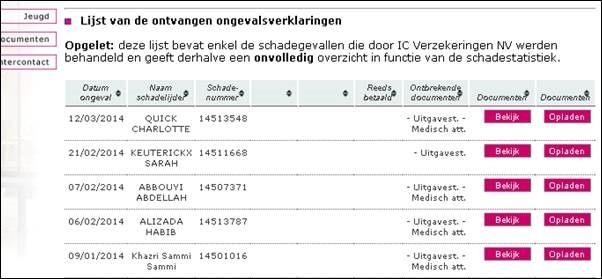 Jeugd
ocumenten
ntercontact
Lijst van de ontvangen ongevalsverklaringen
Opgelet: deze lijst bevat enkel de schadegevallen die door IC Verzekeringen NV werden
behandeld en geeft derhalve een onvolledig overzicht in functie van de schadestatistiek.
Datum ongeval Naam schadelijder Schade-nummer Reeds betaald Ontbrekende documenten Documenten Documenten
12/03/2014 QUICK 14513548 - Uitgavest. - Bekijk Opladen
CHARLOTTE Medisch att.
21/02/2014 KEUTERICKX 14511668 - Uitgavest. Bekijk Opladen
SARAH
07/02/2014 ABBOUYI 14507371 - Uitgavest. - Bekijk Opladen
ABDELLAH Medisch att.
06/02/2014 ALIZADA 14513787 - Uitgavest. - Bekijk Opladen
HABIB Medisch att.
09/01/2014 Khazri Sammi 14501016 - Uitgavest. - Bekijk Opladen
Sammi Medisch att.